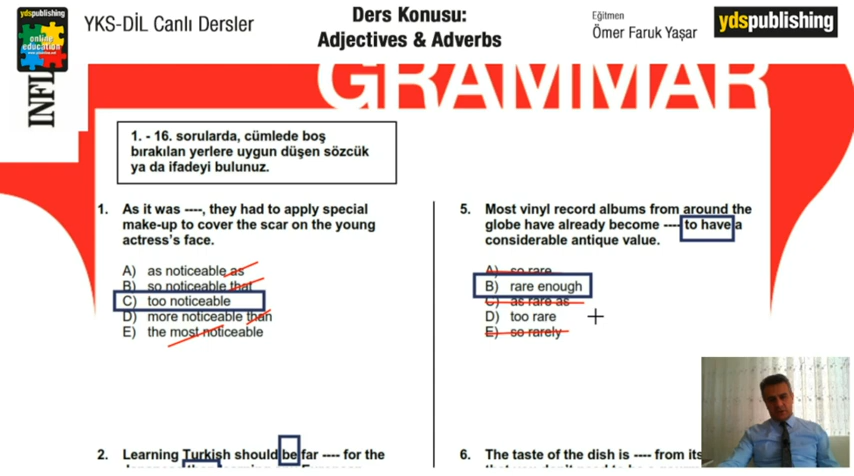 ydspublishing
online
education
YKS-DİL Canlı Dersler
Ders Konusu:
Adjectives & Adverbs
Eğitmen
Ömer Faruk Yaşar
ydspublishing
INFL
GRAMMAR
1. - 16. sorularda, cümlede boş
bırakılan yerlere uygun düşen sözcük
ya da ifadeyi bulunuz.
1. As it was ----, they had to apply special
make-up to cover the scar on the young
actress's face.
A) as noticeable as
B) so noticeable that
C) too noticeable
D) more noticeable than
E) the most noticeable
2. Learning Turkish should be far ---- for the
5. Most vinyl record albums from around the
globe have already become ---- to have a
considerable antique value.
A) so rare
B) rare enough
C) as rare as
D) too rare
E) so rarely
6. The taste of the dish is ---- from its